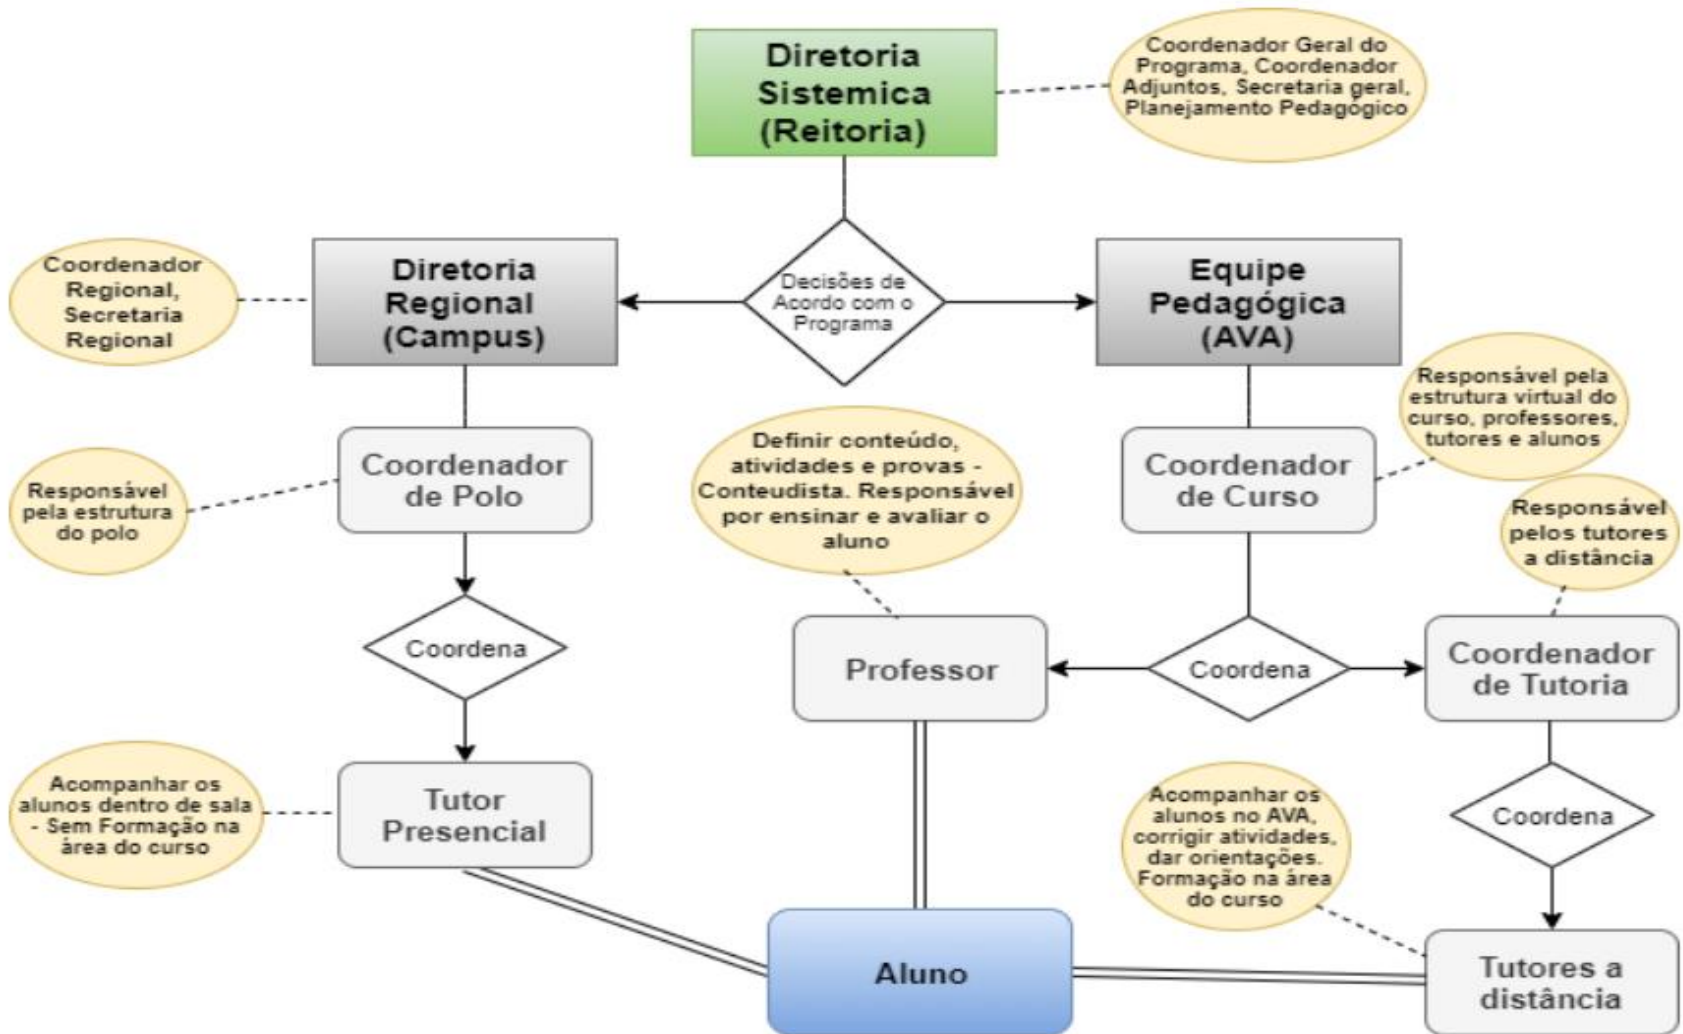 Diretoria
Sistemica
(Reitoria)
Coordenador Geral do
Programa, Coordenador
Adjuntos, Secretaria geral,
Planejamento Pedagógico
Coordenador
Regional,
Secretaria
Regional
Diretoria
Regional
(Campus)
Decisões de
Acordo com o
Programa
Equipe
Pedagógica
(AVA)
Responsável pela
estrutura virtual do
curso, professores,
tutores e alunos
Responsável
pela estrutura
do polo
Coordenador
de Polo
Definir conteúdo,
atividades e provas -
Conteudista. Responsável
por ensinar e avaliar o
aluno
Coordenador
de Curso
Responsável
pelos tutores
a distância
Coordena
Professor
Coordena
Coordenador
de Tutoria
Acompanhar os
alunos dentro de sala
- Sem Formação na
área do curso
Tutor
Presencial
Acompanhar os
alunos no AVA,
corrigir atividades,
dar orientações.
Formação na área
do curso
Coordena
Aluno
Tutores a
distância